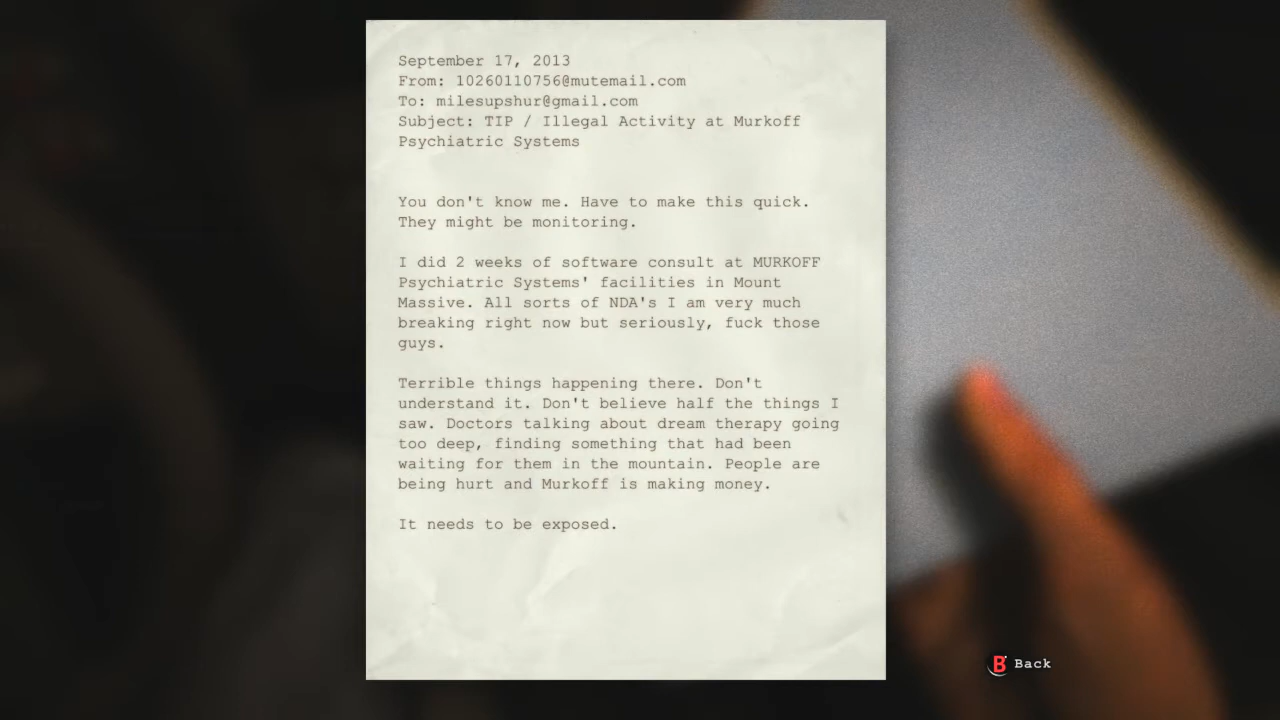 September 17, 2013
From: 10260110756@mutemail.com
To: milesupshur@gmail.com
Subject: TIP / Illegal Activity at Murkoff
Psychiatric Systems
You don't know me. Have to make this quick.
They might be monitoring.
I did 2 weeks of software consult at MURKOFF
Psychiatric Systems' facilities in Mount
Massive. All sorts of NDA's I am very much
breaking right now but seriously, fuck those
guys.
Terrible things happening there. Don't
understand it. Don't believe half the things I
saw. Doctors talking about dream therapy going
too deep, finding something that had been
waiting for them in the mountain. People are
being hurt and Murkoff is making money.
It needs to be exposed.
B Back